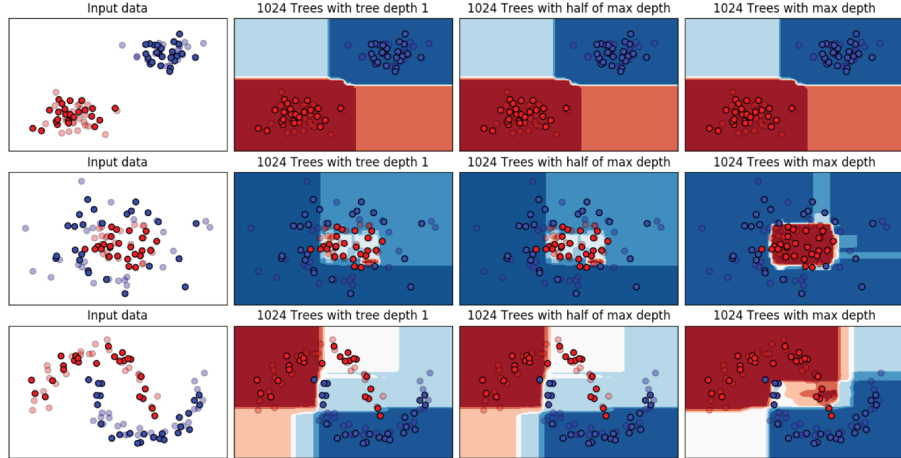 Input data
1024 Trees with tree depth 1
1024 Trees with half of max depth
1024 Trees with max depth
Input data
1024 Trees with tree depth 1
1024 Trees with half of max depth
1024 Trees with max depth
Input data
1024 Trees with tree depth 1
1024 Trees with half of max depth
1024 Trees with max depth